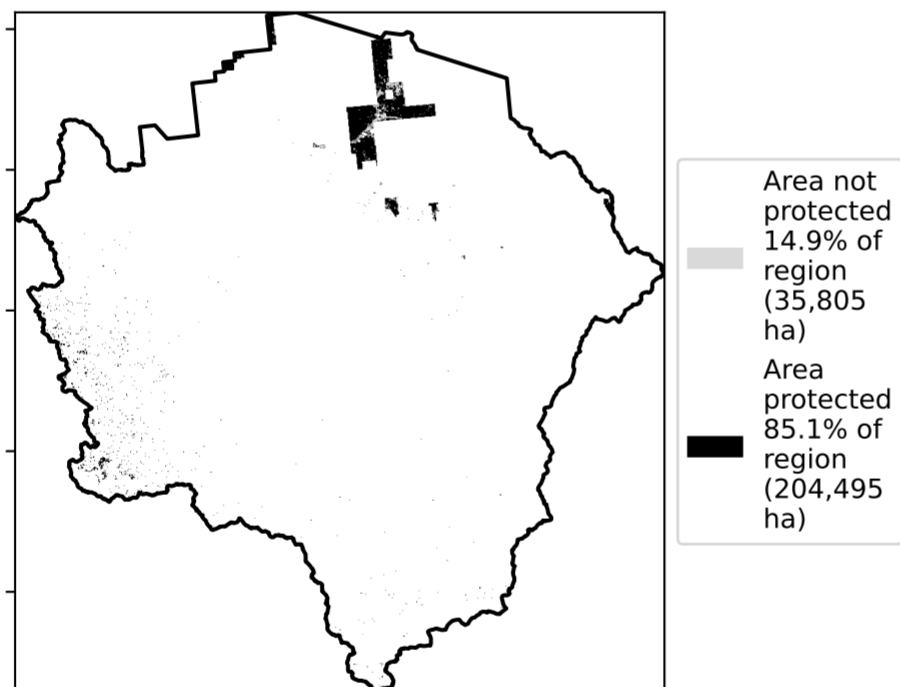 Area not
protected
14.9% of
region
(35,805
ha)
Area
protected
85.1% of
region
(204,495
ha)